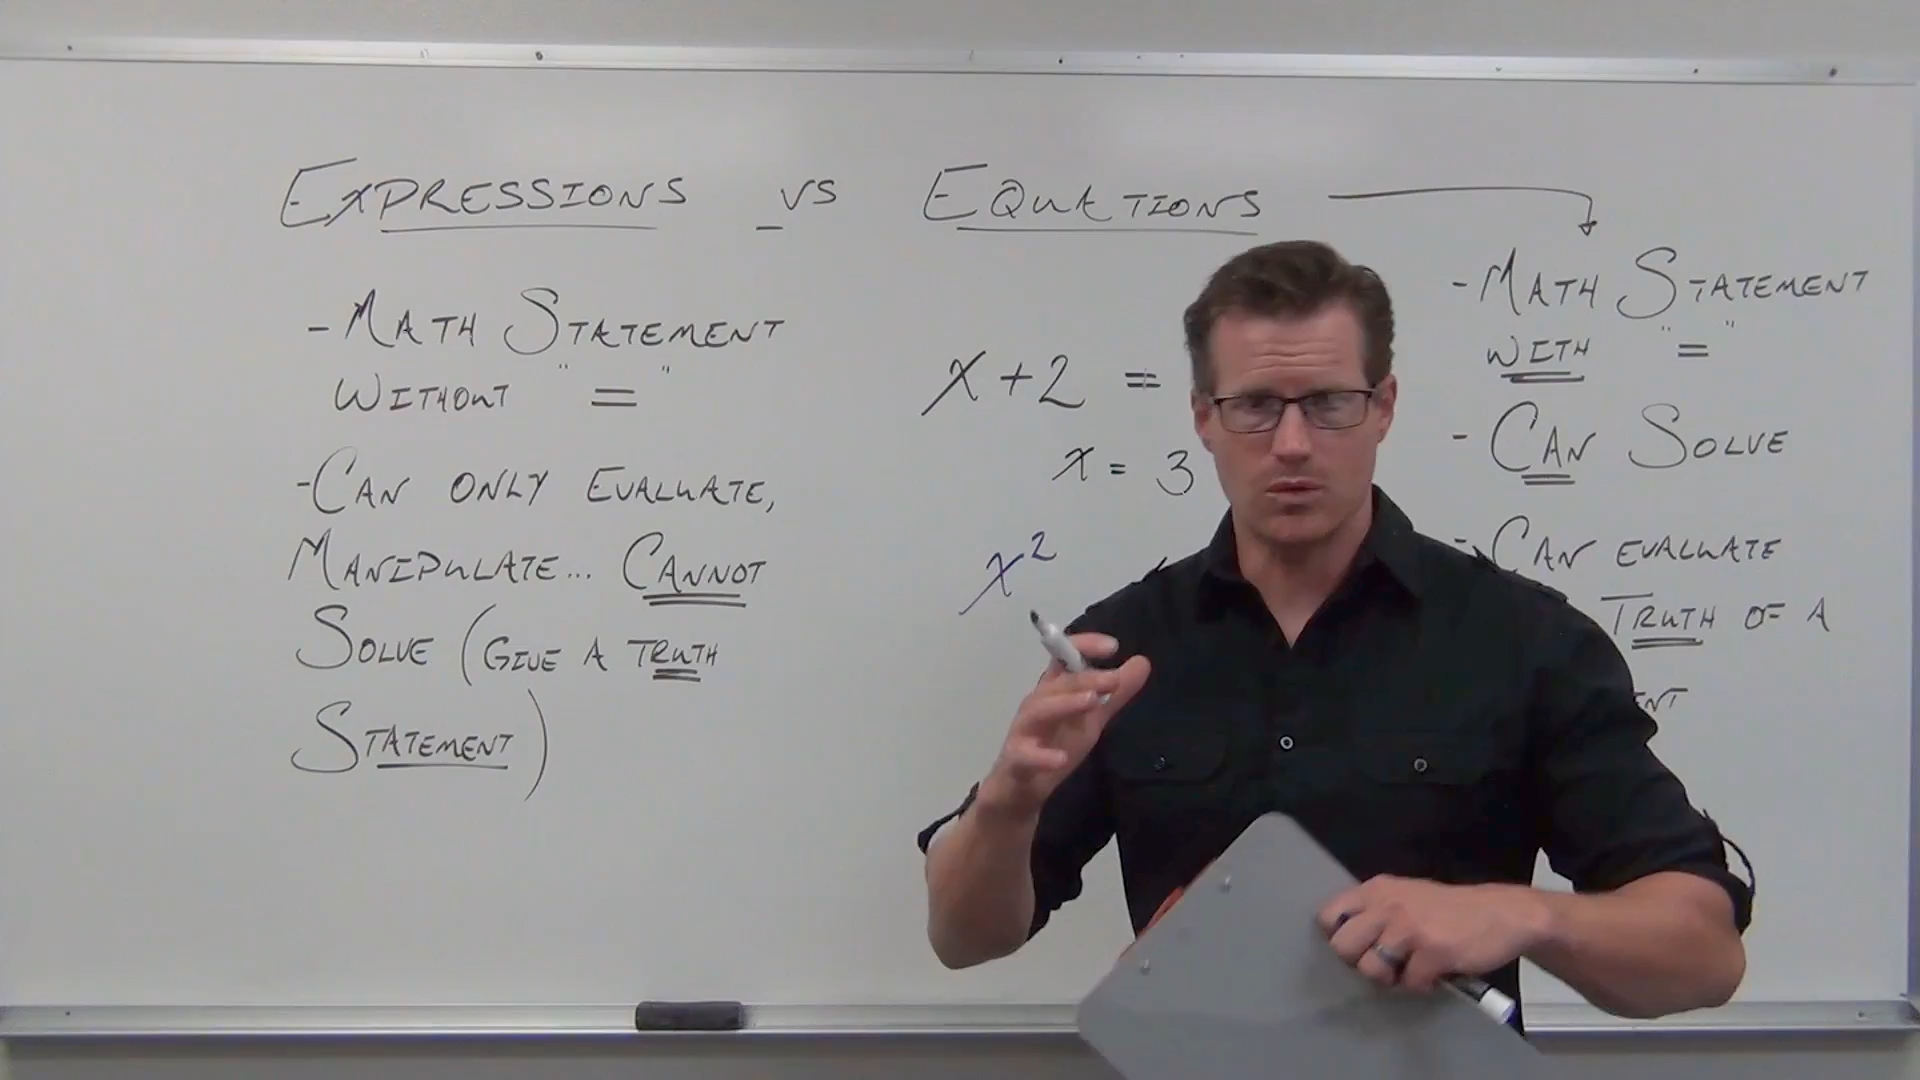 EXPRESSIONS vs EQUATIONS
- MATH STATEMENT
WITHOUT " = "
- CAN ONLY EVALUATE,
MANIPULATE... CANNOT
SOLVE (GIVE A TRUTH
STATEMENT)
x + 2 =
x = 3
x²
- MATH STATEMENT
WITH " = "
- CAN SOLVE
- CAN EVALUATE
TRUTH OF A